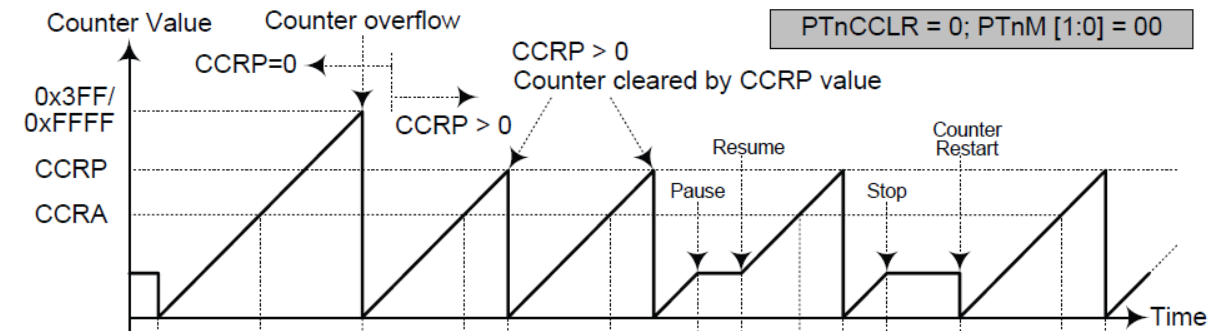 Counter Value
Counter overflow
PTnCCLR = 0; PTnM [1:0] = 00
CCRP=0
CCRP > 0
Counter cleared by CCRP value
0x3FF/
0xFFFF
CCRP > 0
Counter
Restart
Resume
CCRP
Pause
Stop
CCRA
Time